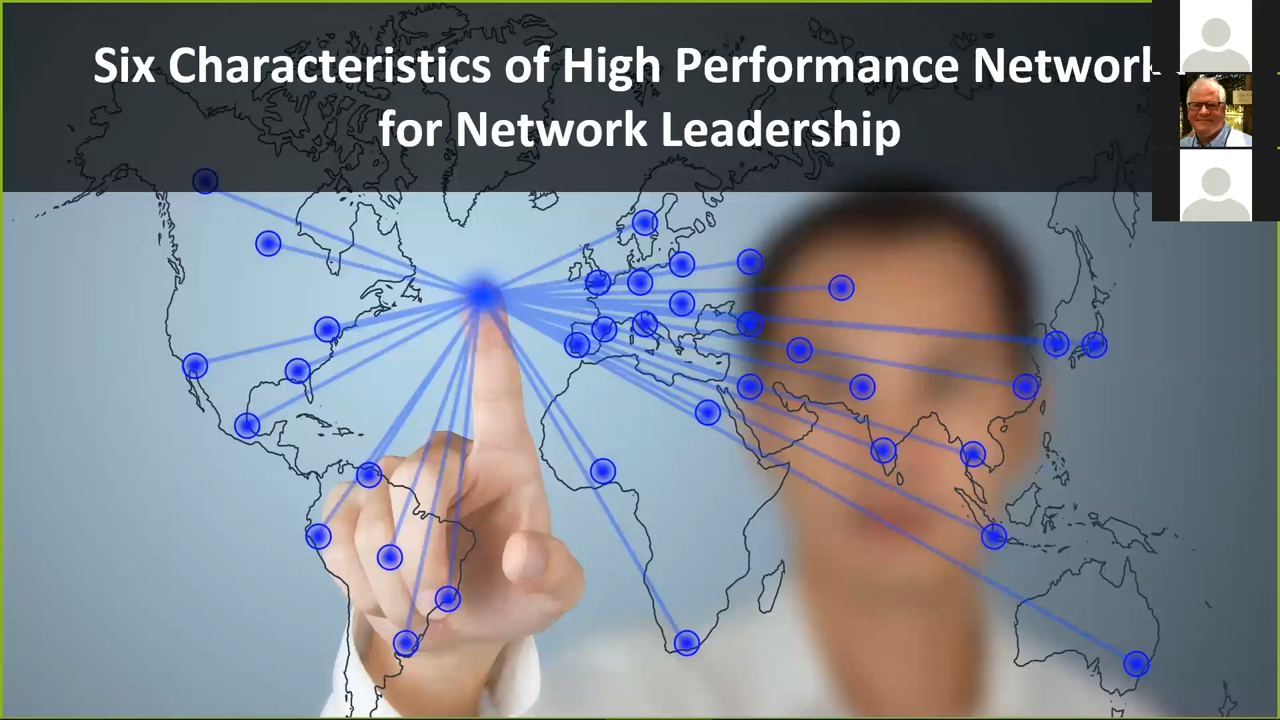 Six Characteristics of High Performance Network
for Network Leadership